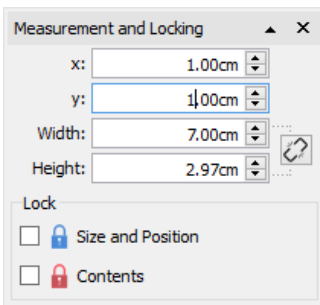 Measurement and Locking
x: 1.00cm
y: 1.00cm
Width: 7.00cm
Height: 2.97cm
Lock
Size and Position
Contents